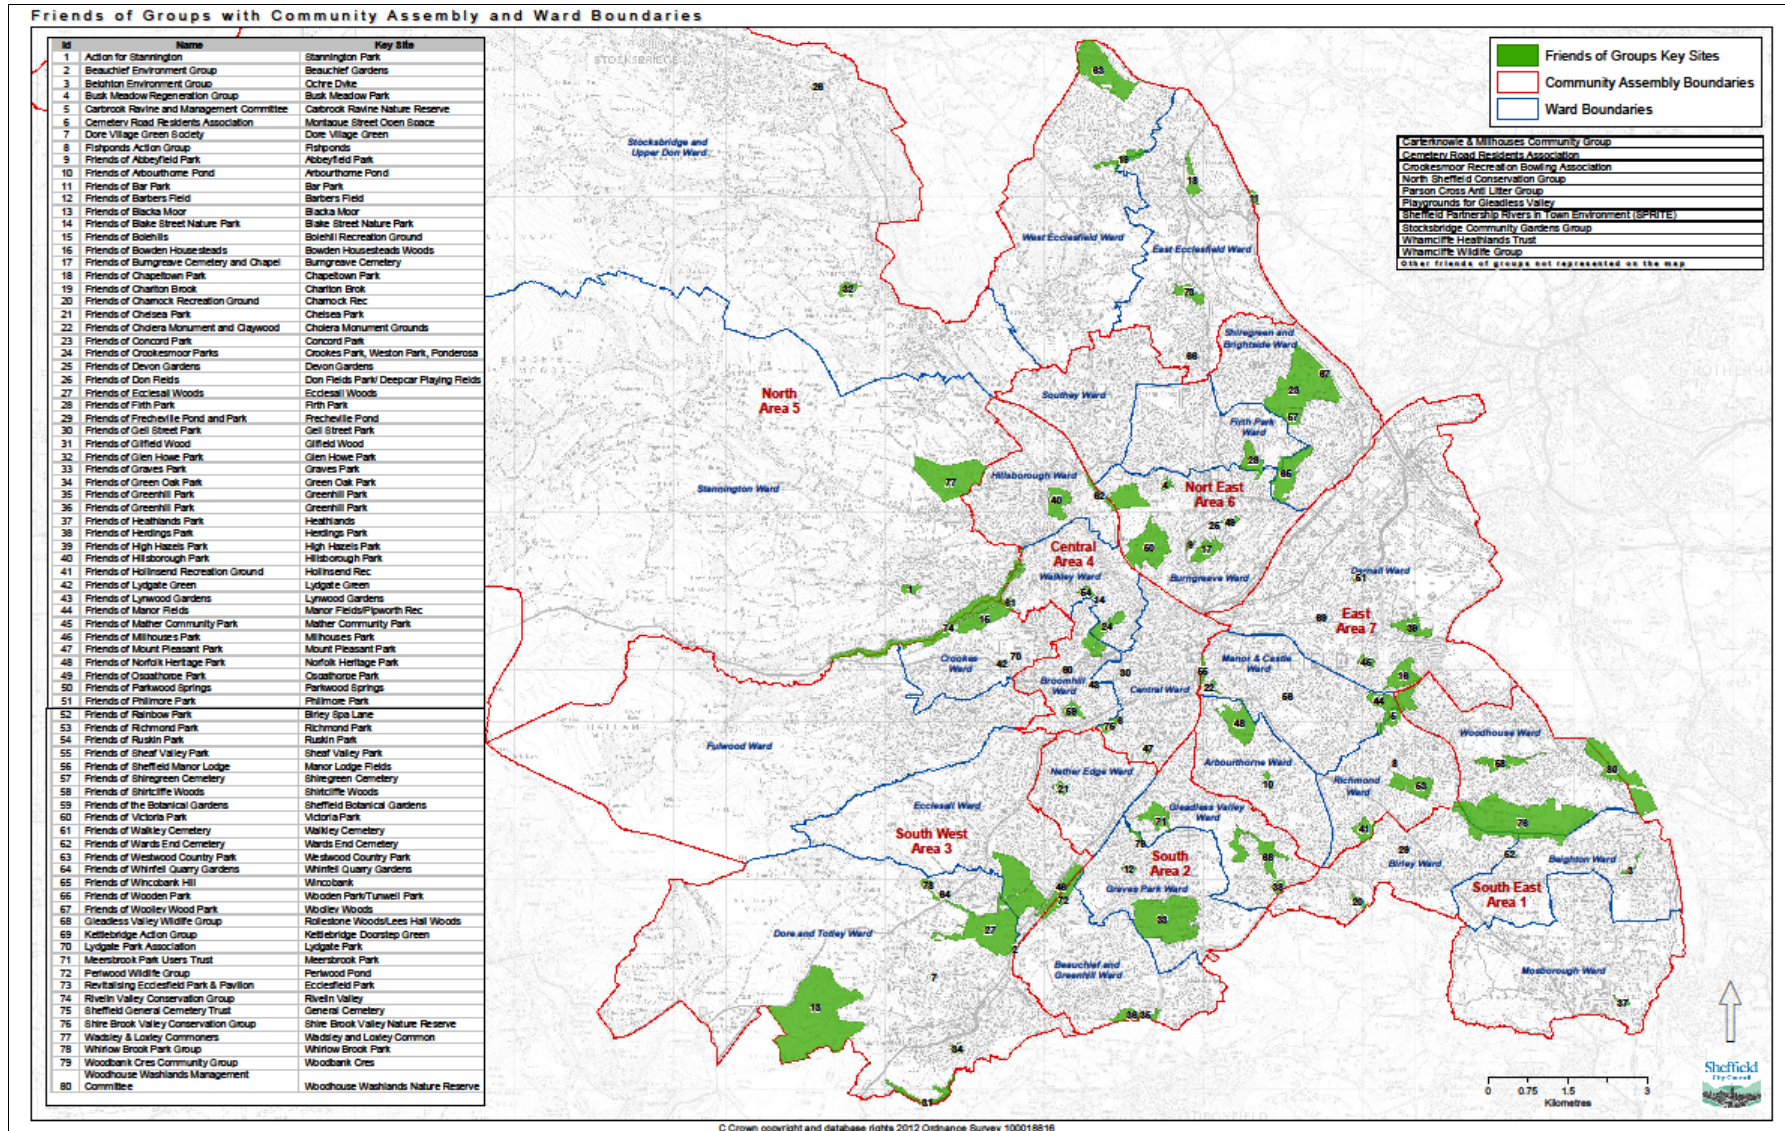 Friends of Groups with Community Assembly and Ward Boundaries
Id Name Key Site
1 Action for Stannington Stannington Park
2 Beauchief Environment Group Beauchief Gardens
3 Beighton Environment Group Ochre Dyke
4 Busk Meadow Regeneration Group Busk Meadow Park
5 Carbrook Ravine and Management Committee Carbrook Ravine Nature Reserve
6 Cemetery Road Residents Association Montague Street Open Space
7 Dore Village Green Society Dore Village Green
8 Fishponds Action Group Fishponds
9 Friends of Abbeyfield Park Abbeyfield Park
10 Friends of Arbourthorne Pond Arbourthorne Pond
11 Friends of Bar Park Bar Park
12 Friends of Barbers Field Barbers Field
13 Friends of Blacka Moor Blacka Moor
14 Friends of Blake Street Nature Park Blake Street Nature Park
15 Friends of Bolehills Bolehill Recreation Ground
16 Friends of Bowden Housesteads Bowden Housesteads Woods
17 Friends of Burngreave Cemetery and Chapel Burngreave Cemetery
18 Friends of Chapeltown Park Chapeltown Park
19 Friends of Charlton Brook Charlton Brok
20 Friends of Charnock Recreation Ground Charnock Rec
21 Friends of Chelsea Park Chelsea Park
22 Friends of Cholera Monument and Claywood Cholera Monument Grounds
23 Friends of Concord Park Concord Park
24 Friends of Crookesmoor Parks Crookes Park, Weston Park, Ponderosa
25 Friends of Devon Gardens Devon Gardens
26 Friends of Don Fields Don Fields Park/ Deepcar Playing Fields
27 Friends of Ecclesall Woods Ecclesall Woods
28 Friends of Firth Park Firth Park
29 Friends of Frecheville Pond and Park Frecheville Pond
30 Friends of Gell Street Park Gell Street Park
31 Friends of Gilfield Wood Gilfield Wood
32 Friends of Glen Howe Park Glen Howe Park
33 Friends of Graves Park Graves Park
34 Friends of Green Oak Park Green Oak Park
35 Friends of Greenhill Park Greenhill Park
36 Friends of Greenhill Park Greenhill Park
37 Friends of Heathlands Park Heathlands
38 Friends of Herdings Park Herdings Park
39 Friends of High Hazels Park High Hazels Park
40 Friends of Hillsborough Park Hillsborough Park
41 Friends of Hollinsend Recreation Ground Hollinsend Rec
42 Friends of Lydgate Green Lydgate Green
43 Friends of Lynwood Gardens Lynwood Gardens
44 Friends of Manor Fields Manor Fields/Pipworth Rec
45 Friends of Mather Community Park Mather Community Park
46 Friends of Millhouses Park Millhouses Park
47 Friends of Mount Pleasant Park Mount Pleasant Park
48 Friends of Norfolk Heritage Park Norfolk Heritage Park
49 Friends of Osgathorpe Park Osgathorpe Park
50 Friends of Parkwood Springs Parkwood Springs
51 Friends of Philimore Park Philimore Park
52 Friends of Rainbow Park Birley Spa Lane
53 Friends of Richmond Park Richmond Park
54 Friends of Ruskin Park Ruskin Park
55 Friends of Sheaf Valley Park Sheaf Valley Park
56 Friends of Sheffield Manor Lodge Manor Lodge Fields
57 Friends of Shiregreen Cemetery Shiregreen Cemetery
58 Friends of Shirtcliffe Woods Shirtcliffe Woods
59 Friends of the Botanical Gardens Sheffield Botanical Gardens
60 Friends of Victoria Park Victoria Park
61 Friends of Walkley Cemetery Walkley Cemetery
62 Friends of Wards End Cemetery Wards End Cemetery
63 Friends of Westwood Country Park Westwood Country Park
64 Friends of Whinfell Quarry Gardens Whinfell Quarry Gardens
65 Friends of Wincobank Hill Wincobank
66 Friends of Wooden Park Wooden Park/Tunwell Park
67 Friends of Woolley Wood Park Woolley Woods
68 Gleadless Valley Wildlife Group Rollestone Woods/Lees Hall Woods
69 Kettlebridge Action Group Kettlebridge Doorstep Green
70 Lydgate Park Association Lydgate Park
71 Meersbrook Park Users Trust Meersbrook Park
72 Periwood Wildlife Group Periwood Pond
73 Revitalising Ecclesfield Park & Pavilion Ecclesfield Park
74 Rivelin Valley Conservation Group Rivelin Valley
75 Sheffield General Cemetery Trust General Cemetery
76 Shire Brook Valley Conservation Group Shire Brook Valley Nature Reserve
77 Wadsley & Loxley Commoners Wadsley and Loxley Common
78 Whirlow Brook Park Group Whirlow Brook Park
79 Woodbank Cres Community Group Woodbank Cres
Woodhouse Washlands Management
80 Committee Woodhouse Washlands Nature Reserve
Friends of Groups Key Sites
Community Assembly Boundaries
Ward Boundaries
Carterknowle & Millhouses Community Group
Cemetery Road Residents Association
Crookesmoor Recreation Bowling Association
North Sheffield Conservation Group
Parson Cross Anti Litter Group
Playgrounds for Gleadless Valley
Sheffield Partnership Rivers in Town Environment (SPRITE)
Stocksbridge Community Gardens Group
Wharncliffe Heathlands Trust
Wharncliffe Wildlife Group
Other friends of groups not represented on the map
STOCKSBRIDGE
Stocksbridge and
Upper Don Ward
West Ecclesfield Ward
East Ecclesfield Ward
Shiregreen and
Brightside Ward
Southey Ward
Firth Park
Ward
North
Area 5
Stannington Ward
Hillsborough Ward
Nort East
Area 6
Central
Area 4
Walkley Ward
Burngreave Ward
Darnall Ward
East
Area 7
Crookes
Ward
Broomhill
Ward
Central Ward
Manor & Castle
Ward
Fulwood Ward
Nether Edge Ward
Arbourthorne Ward
Richmond
Ward
Woodhouse Ward
Ecclesall Ward
Gleadless Valley
Ward
South West
Area 3
South
Area 2
Graves Park Ward
Birley Ward
Beighton Ward
South East
Area 1
Dore and Totley Ward
Beauchief and
Greenhill Ward
Mosborough Ward
0 0.75 1.5 3
Kilometres
Sheffield
City Council
C Crown copyright and database rights 2012 Ordnance Survey 100018816